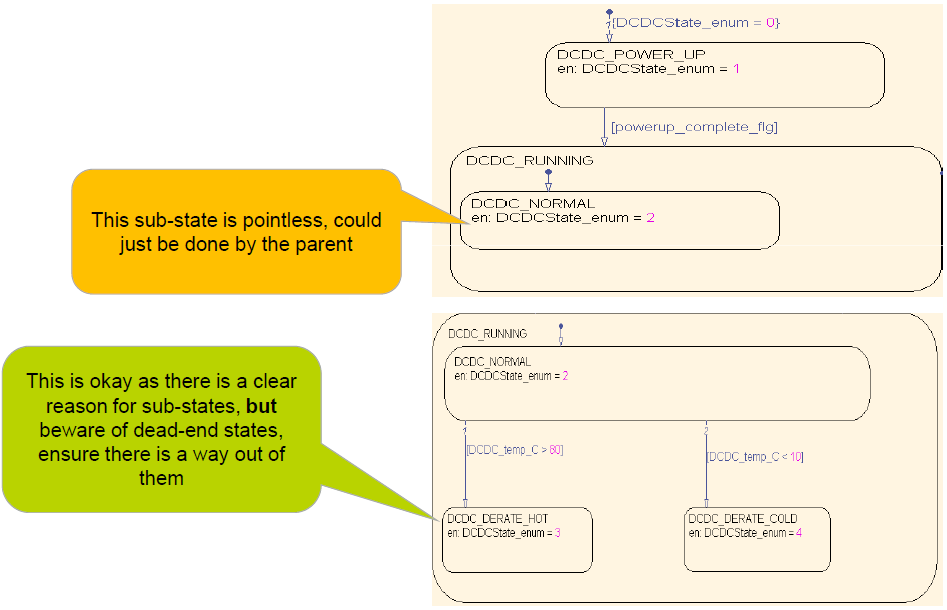 {DCDCState_enum = 0}
DCDC_POWER_UP
en: DCDCState_enum = 1
[powerup_complete_flg]
DCDC_RUNNING
DCDC_NORMAL
en: DCDCState_enum = 2
This sub-state is pointless, could
just be done by the parent
DCDC_RUNNING
DCDC_NORMAL
en: DCDCState_enum = 2
This is okay as there is a clear
reason for sub-states, but
beware of dead-end states,
ensure there is a way out of
them
1
2
[DCDC_temp_C > 80]
[DCDC_temp_C < 10]
DCDC_DERATE_HOT
en: DCDCState_enum = 3
DCDC_DERATE_COLD
en: DCDCState_enum = 4